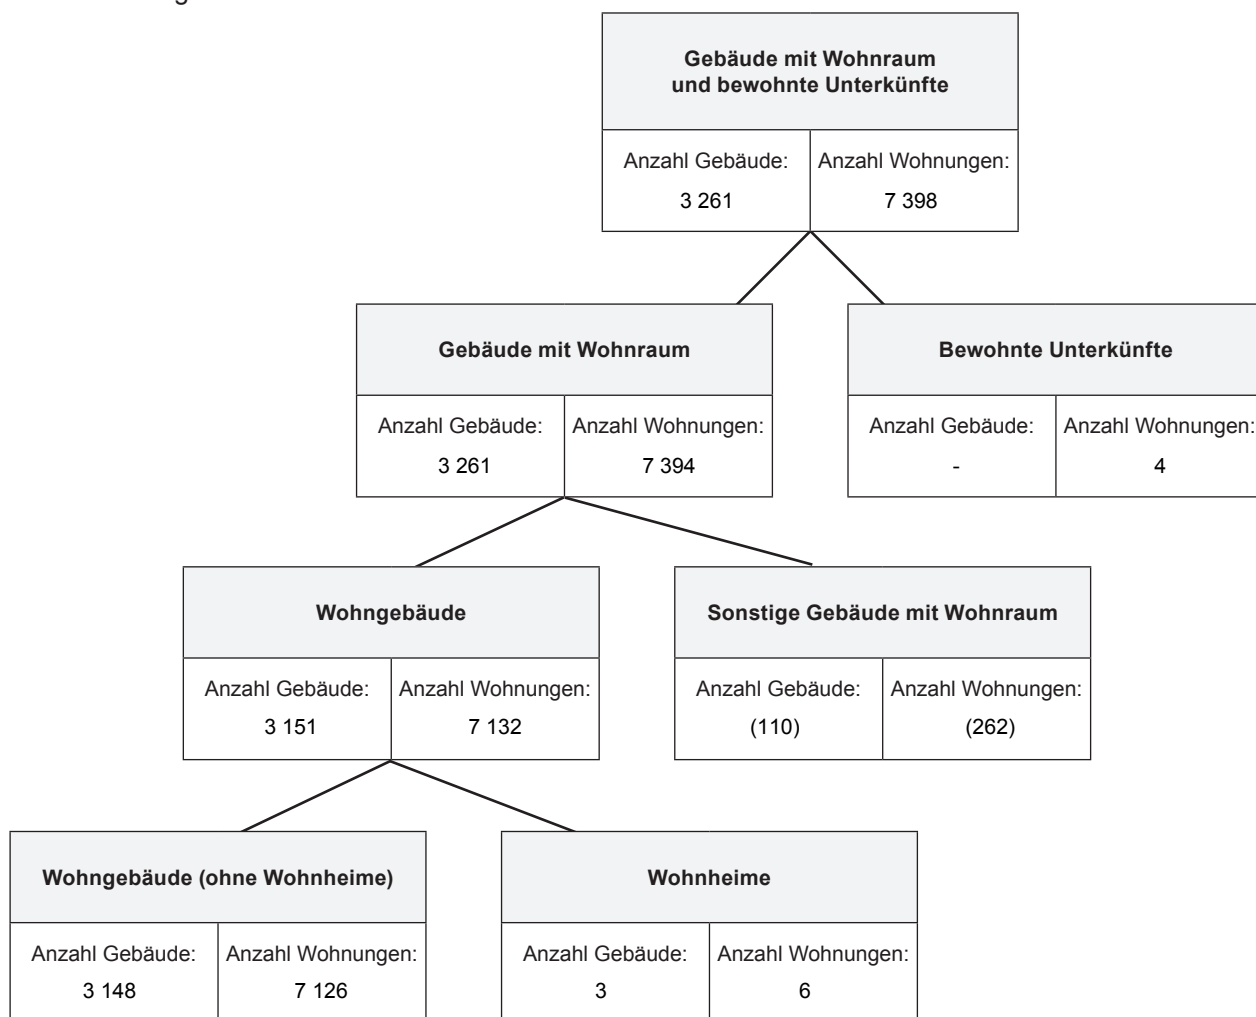 Gebäude mit Wohnraum
und bewohnte Unterkünfte
Anzahl Gebäude: Anzahl Wohnungen:
3 261 7 398
Gebäude mit Wohnraum
Anzahl Gebäude: Anzahl Wohnungen:
3 261 7 394
Bewohnte Unterkünfte
Anzahl Gebäude: Anzahl Wohnungen:
- 4
Wohngebäude
Anzahl Gebäude: Anzahl Wohnungen:
3 151 7 132
Sonstige Gebäude mit Wohnraum
Anzahl Gebäude: Anzahl Wohnungen:
(110) (262)
Wohngebäude (ohne Wohnheime)
Anzahl Gebäude: Anzahl Wohnungen:
3 148 7 126
Wohnheime
Anzahl Gebäude: Anzahl Wohnungen:
3 6